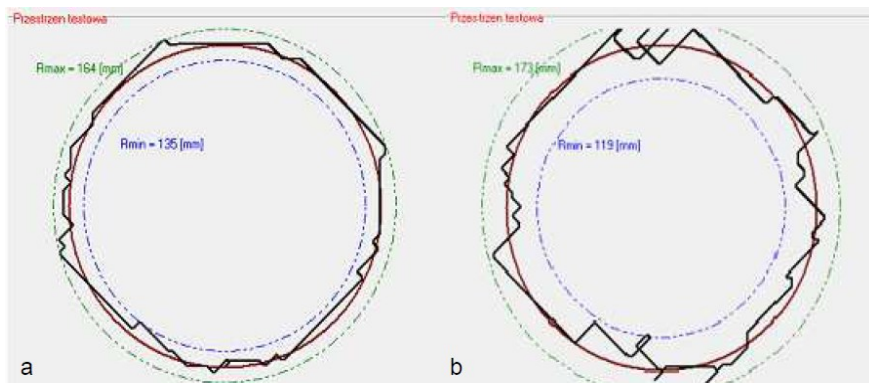 Przestrzen testowa
Rmax = 164 [mm]
Rmin = 135 [mm]
a
Przestrzen testowa
Rmax = 173 [mm]
Rmin = 119 [mm]
b